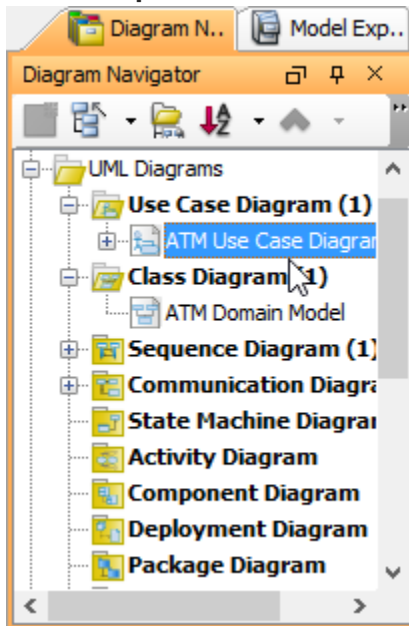 Diagram N.. Model Exp..
Diagram Navigator
UML Diagrams
Use Case Diagram (1)
ATM Use Case Diagram
Class Diagram (1)
ATM Domain Model
Sequence Diagram (1)
Communication Diagra
State Machine Diagram
Activity Diagram
Component Diagram
Deployment Diagram
Package Diagram